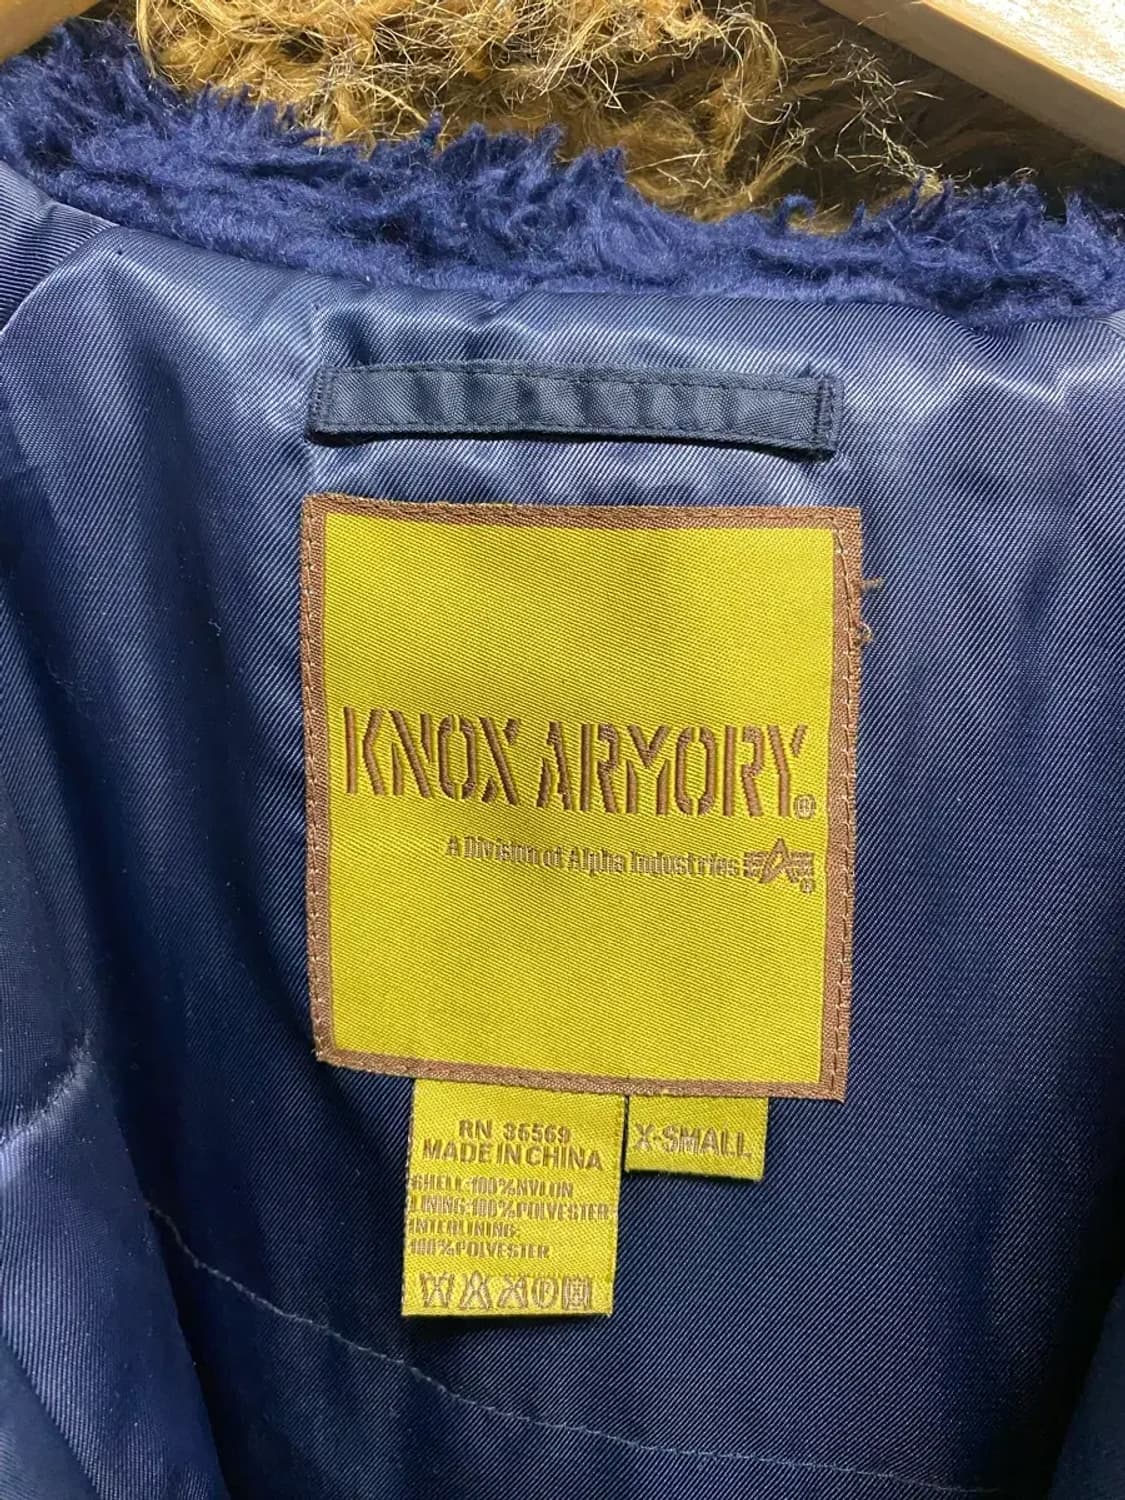 KNOX ARMORY®
A Division of Alpha Industries ®
RN 36569
MADE IN CHINA
SHELL:100%NYLON
LINING:100%POLYESTER
INTERLINING:
100%POLYESTER
X-SMALL